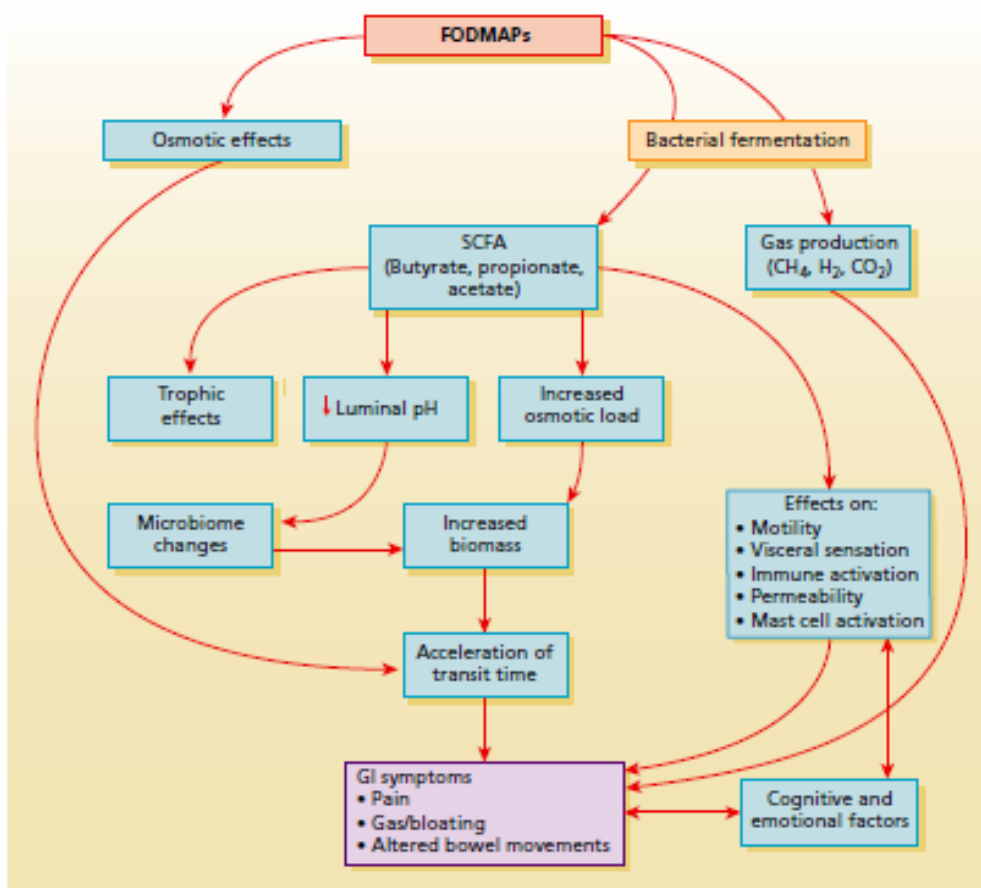 FODMAPs
Osmotic effects
Bacterial fermentation
SCFA
(Butyrate, propionate,
acetate)
Gas production
(CH₄, H₂, CO₂)
Trophic
effects
↓ Luminal pH
Increased
osmotic load
Microbiome
changes
Increased
biomass
Effects on:
• Motility
• Visceral sensation
• Immune activation
• Permeability
• Mast cell activation
Acceleration of
transit time
GI symptoms
• Pain
• Gas/bloating
• Altered bowel movements
Cognitive and
emotional factors